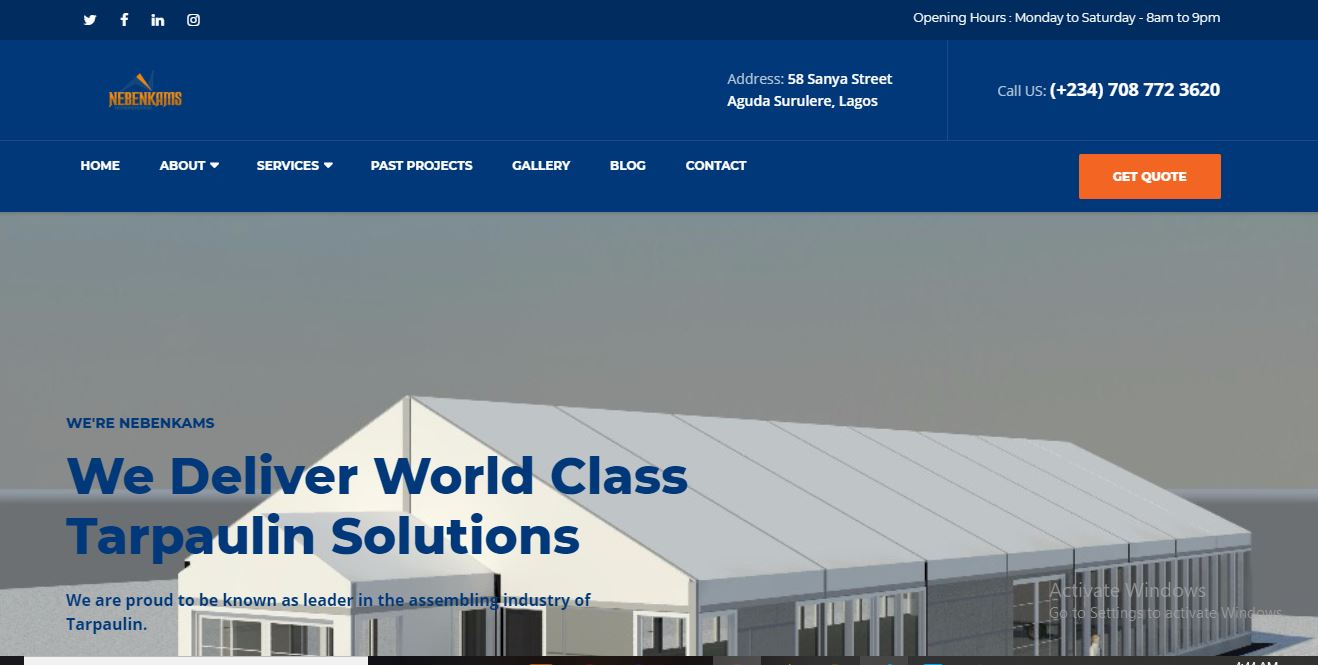 Opening Hours : Monday to Saturday - 8am to 9pm
NEBENKAMS
Address: 58 Sanya Street
Aguda Surulere, Lagos
Call US: (+234) 708 772 3620
HOME ABOUT SERVICES PAST PROJECTS GALLERY BLOG CONTACT
GET QUOTE
WE'RE NEBENKAMS
We Deliver World Class
Tarpaulin Solutions
We are proud to be known as leader in the assembling industry of
Tarpaulin.
Activate Windows
Go to Settings to activate Windows.